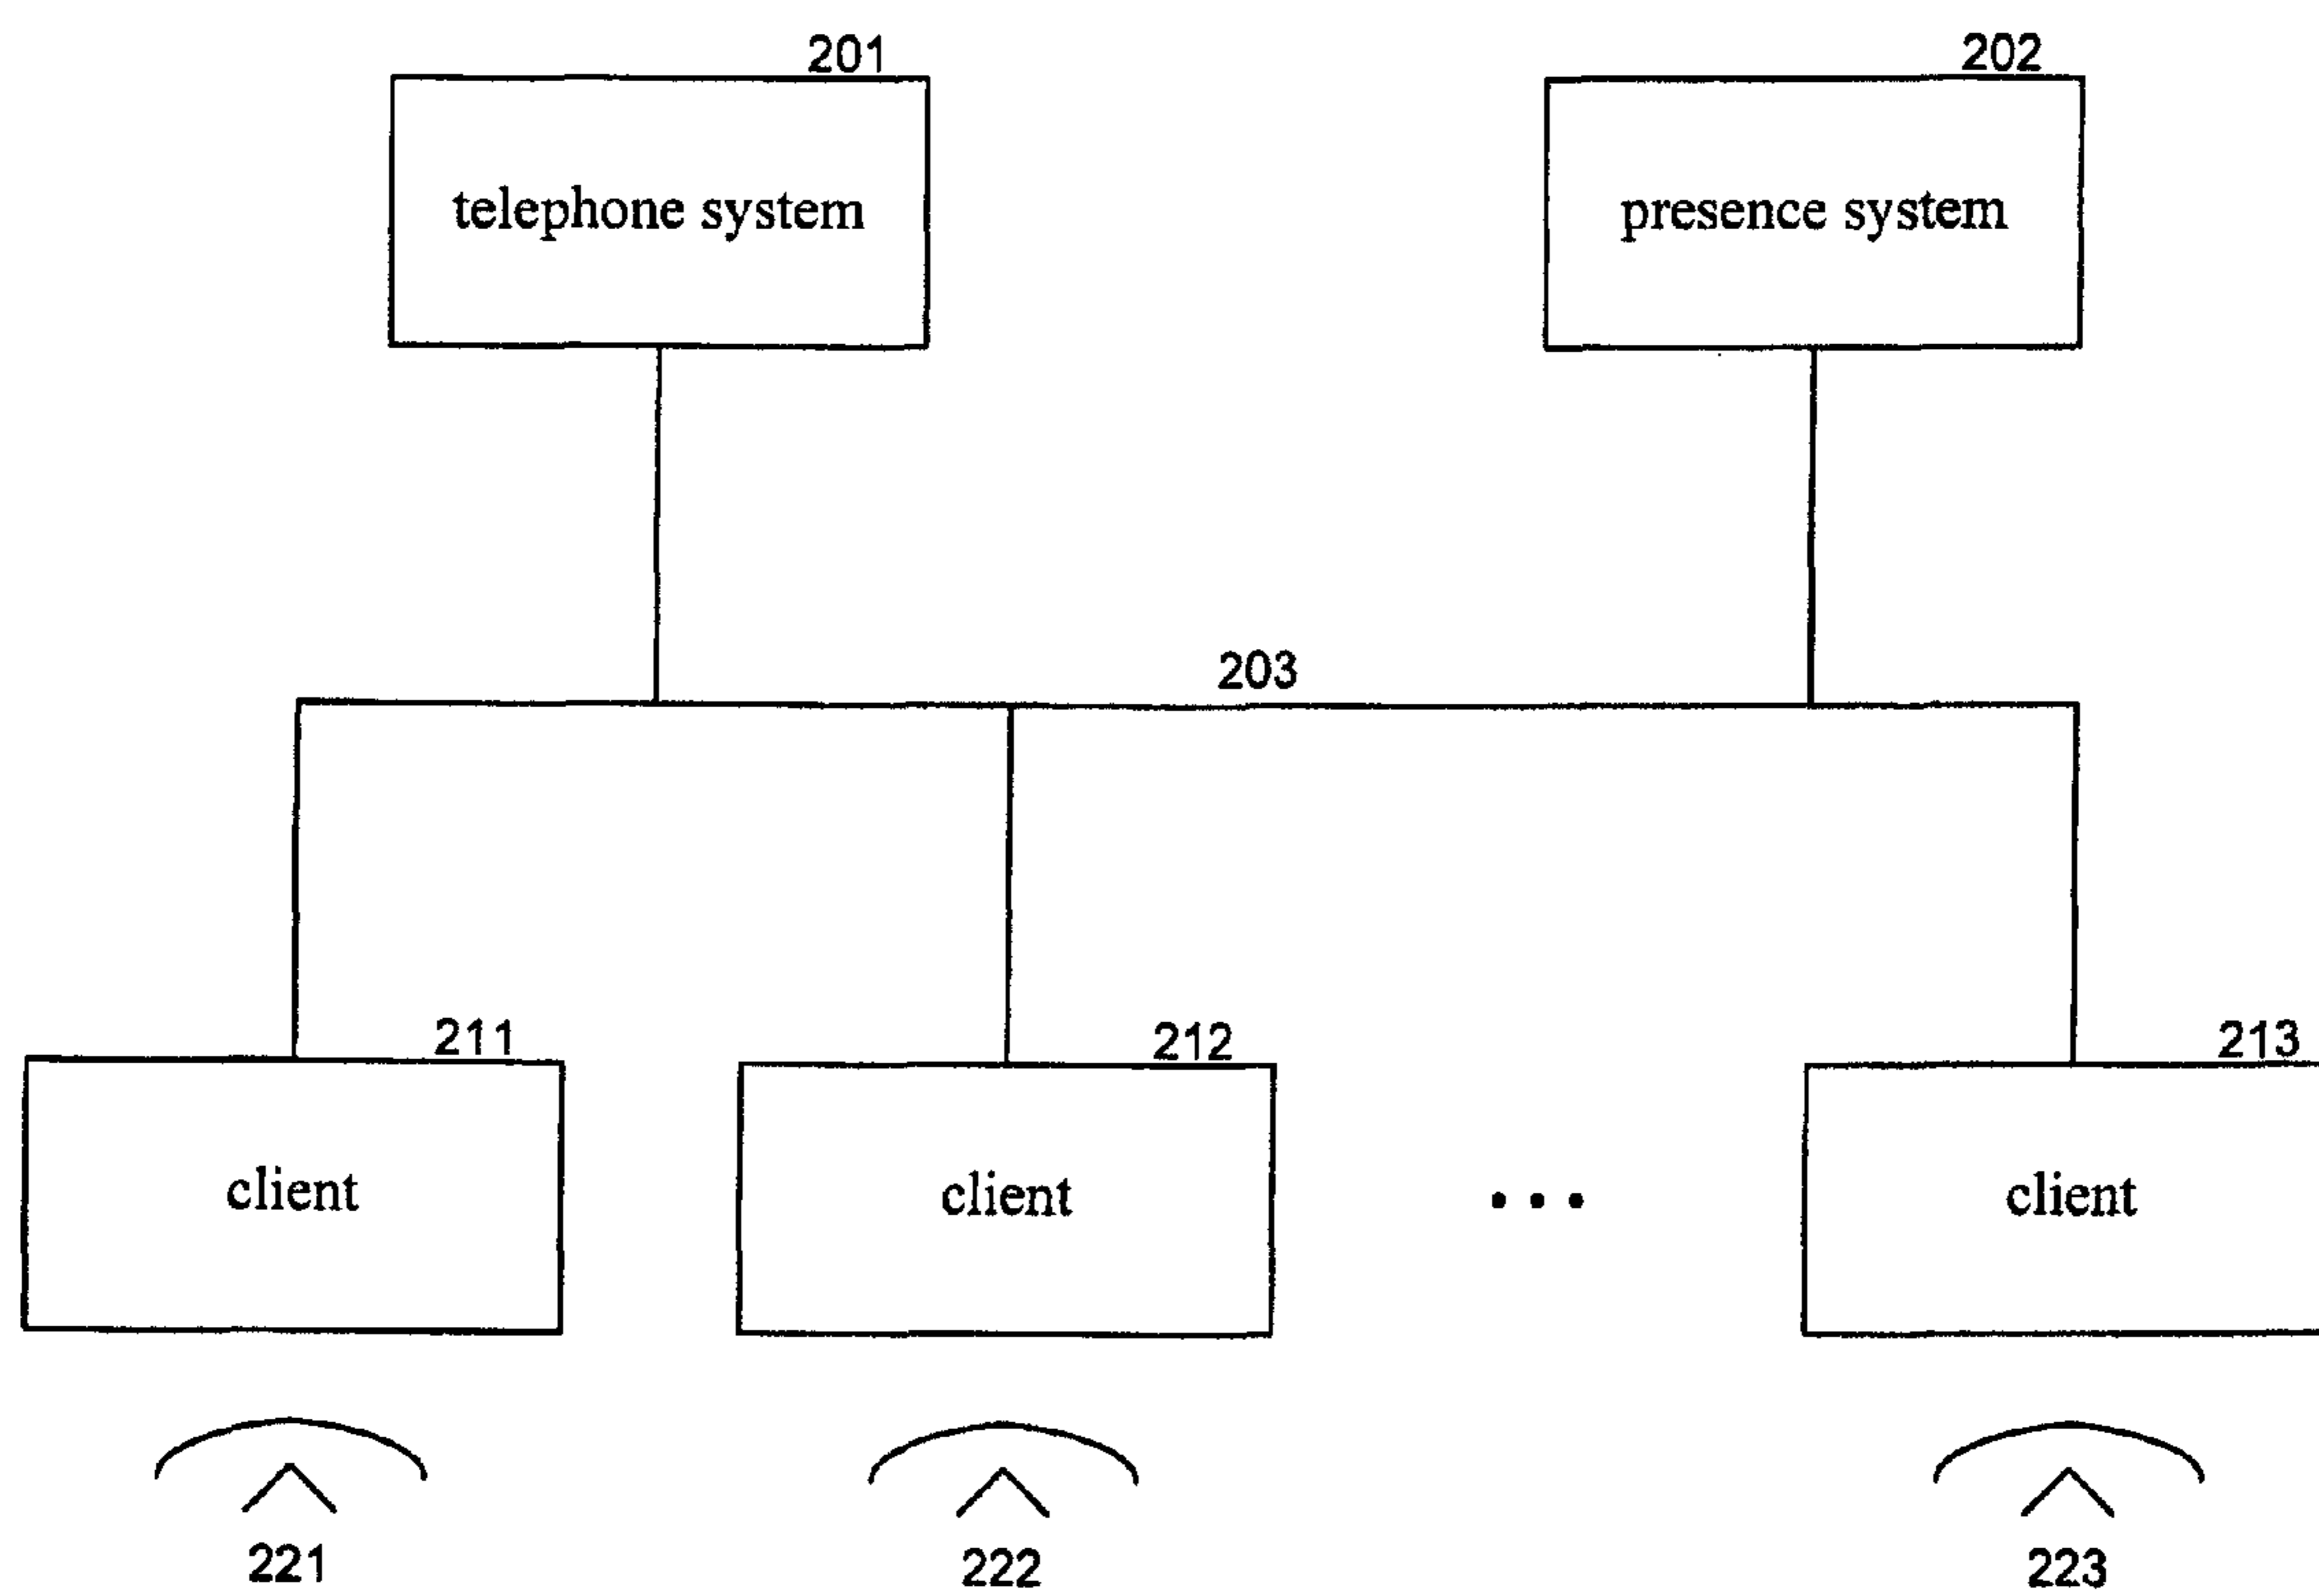 201
202
telephone system
presence system
203
211
212
213
client
client
...
client
221
222
223